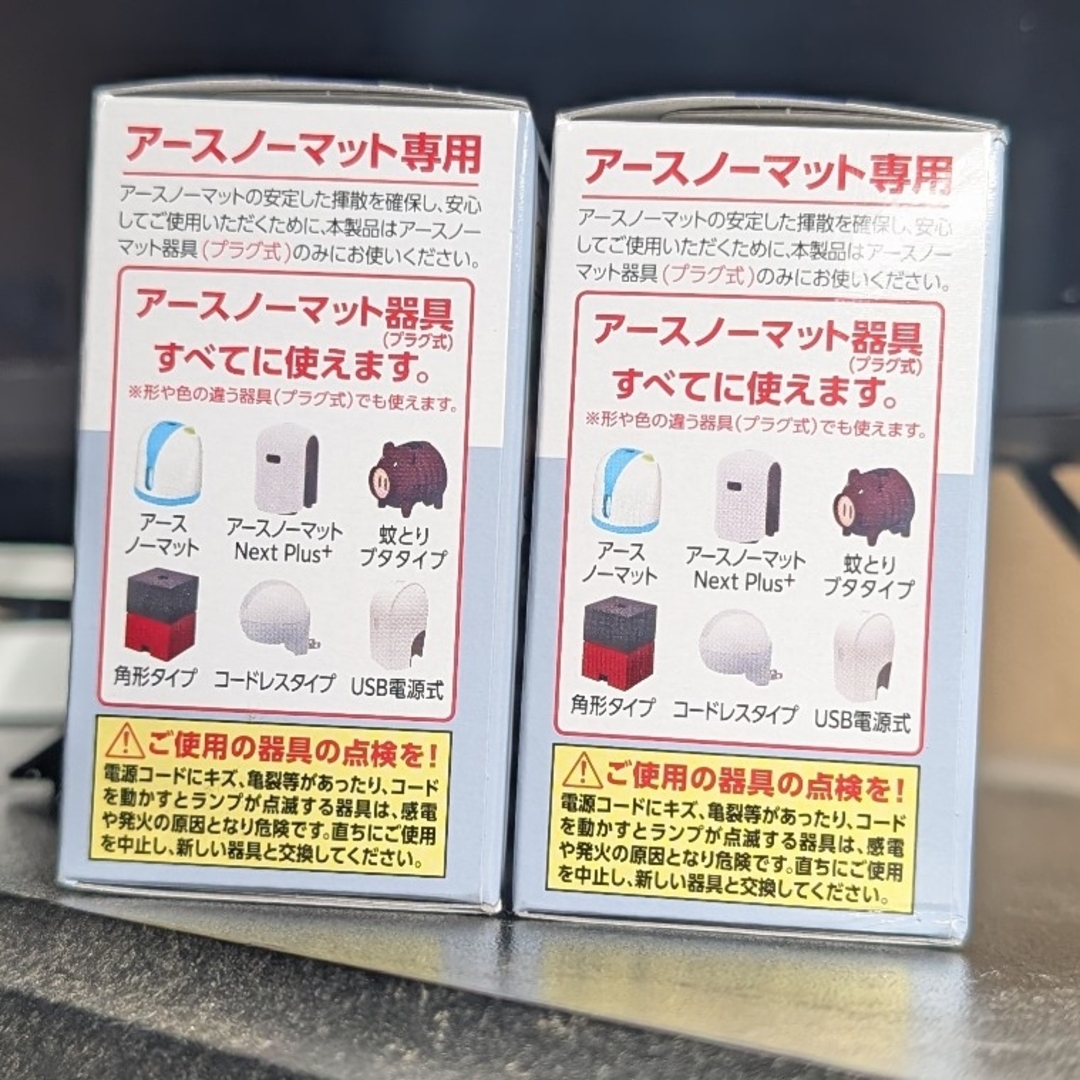 アースノーマット専用
アースノーマットの安定した揮散を確保し、安心
してご使用いただくために、本製品はアースノー
マット器具(プラグ式)のみにお使いください。
アースノーマット器具
(プラグ式)
すべてに使えます。
※形や色の違う器具(プラグ式)でも使えます。
アース
ノーマット
アースノーマット
Next Plus+
蚊とり
ブタタイプ
角形タイプ
コードレスタイプ
USB電源式
⚠ご使用の器具の点検を!
電源コードにキズ、亀裂等があったり、コード
を動かすとランプが点滅する器具は、感電
や発火の原因となり危険です。直ちにご使用
を中止し、新しい器具と交換してください。
アースノーマット専用
アースノーマットの安定した揮散を確保し、安心
してご使用いただくために、本製品はアースノー
マット器具(プラグ式)のみにお使いください。
アースノーマット器具
(プラグ式)
すべてに使えます。
※形や色の違う器具(プラグ式)でも使えます。
アース
ノーマット
アースノーマット
Next Plus+
蚊とり
ブタタイプ
角形タイプ
コードレスタイプ
USB電源式
⚠ご使用の器具の点検を!
電源コードにキズ、亀裂等があったり、コード
を動かすとランプが点滅する器具は、感電
や発火の原因となり危険です。直ちにご使用
を中止し、新しい器具と交換してください。